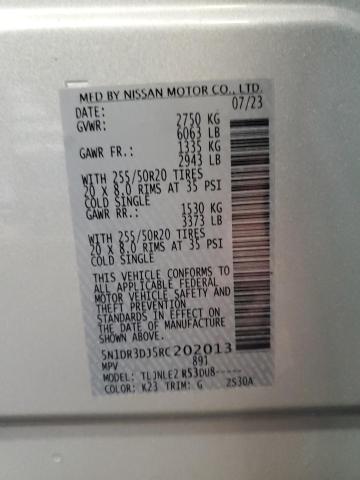 MFD BY NISSAN MOTOR CO., LTD.
DATE: 07/23
GVWR: 2750 KG
6063 LB
GAWR FR.: 1335 KG
2943 LB
WITH 255/50R20 TIRES
20 X 8.0 RIMS AT 35 PSI
COLD SINGLE
GAWR RR.: 1530 KG
3373 LB
WITH 255/50R20 TIRES
20 X 8.0 RIMS AT 35 PSI
COLD SINGLE
THIS VEHICLE CONFORMS TO
ALL APPLICABLE FEDERAL
MOTOR VEHICLE SAFETY AND
THEFT PREVENTION
STANDARDS IN EFFECT ON
THE DATE OF MANUFACTURE
SHOWN ABOVE
5N1DR3DJ5RC202013
MPV 891
MODEL: TLJNLE2 RS3DU8-----
COLOR: K23 TRIM: G 2S30A